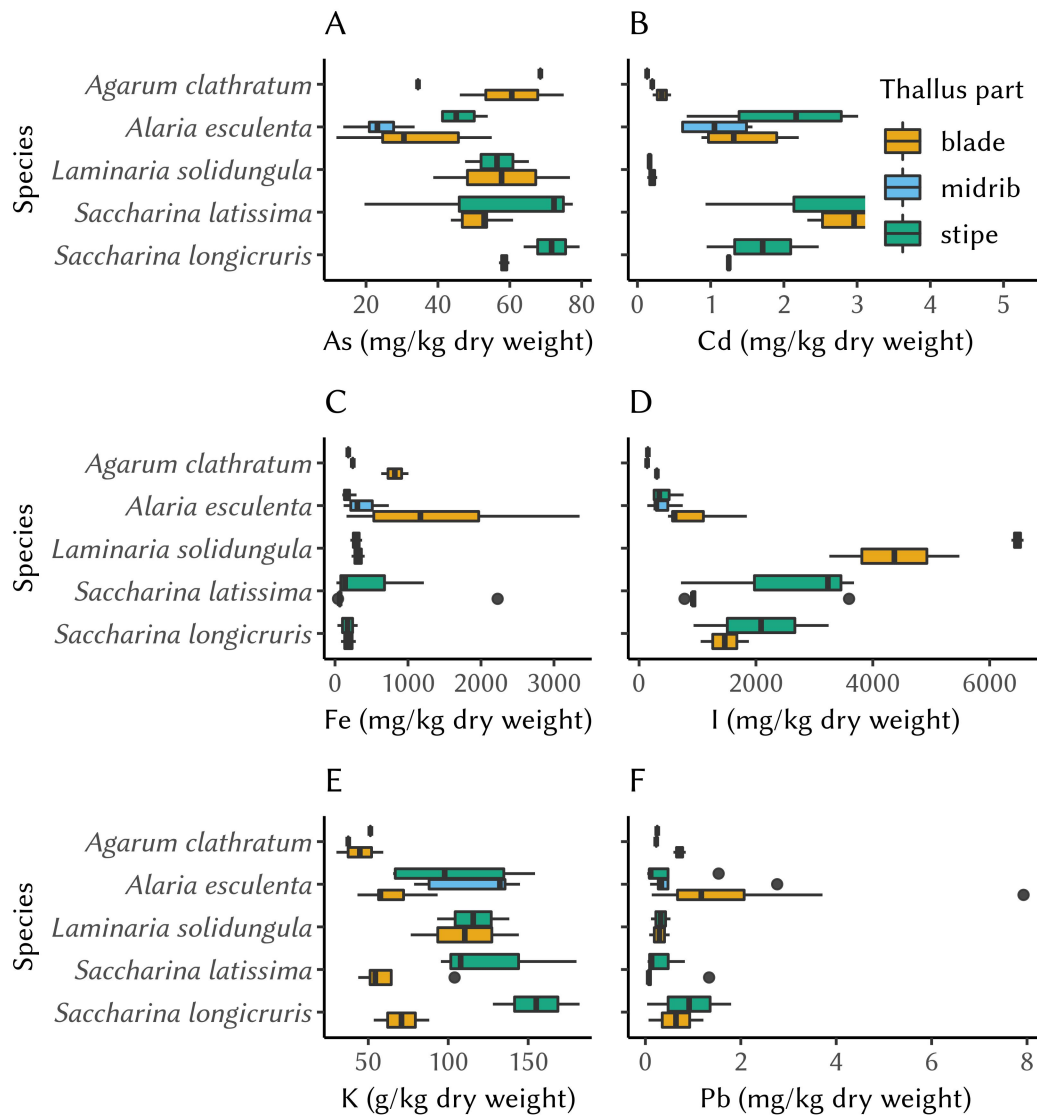 A
B
Species
Agarum clathratum
Alaria esculenta
Laminaria solidungula
Saccharina latissima
Saccharina longicruris
Thallus part
blade
midrib
stipe
20 40 60 80
As (mg/kg dry weight)
0 1 2 3 4 5
Cd (mg/kg dry weight)
C
D
Species
Agarum clathratum
Alaria esculenta
Laminaria solidungula
Saccharina latissima
Saccharina longicruris
0 1000 2000 3000
Fe (mg/kg dry weight)
0 2000 4000 6000
I (mg/kg dry weight)
E
F
Species
Agarum clathratum
Alaria esculenta
Laminaria solidungula
Saccharina latissima
Saccharina longicruris
50 100 150
K (g/kg dry weight)
0 2 4 6 8
Pb (mg/kg dry weight)